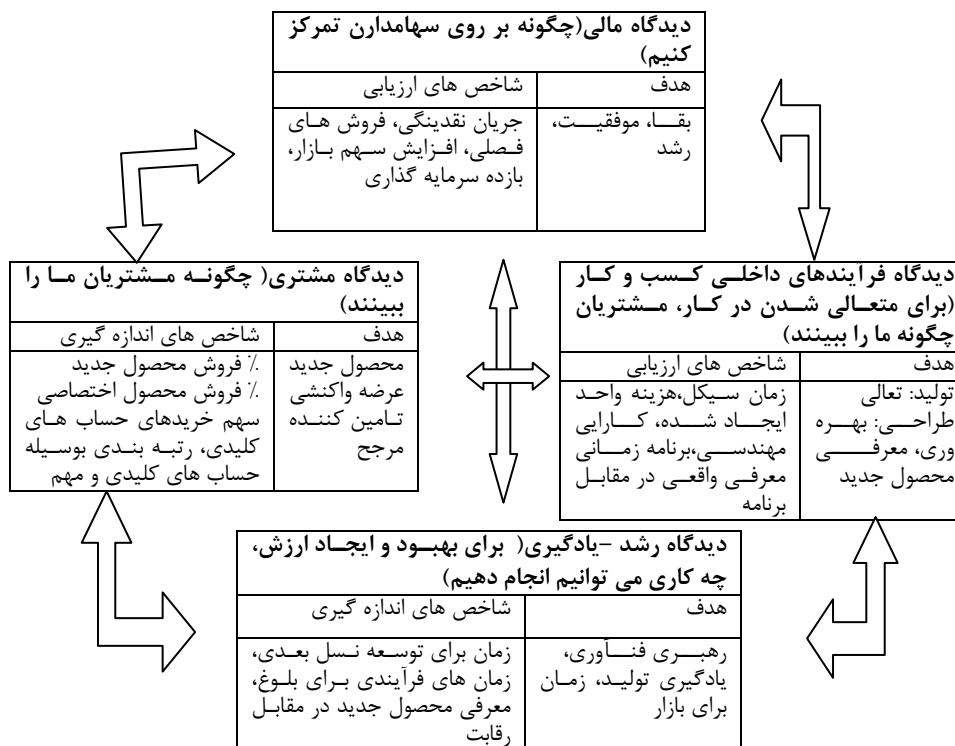 دیدگاه مالی(چگونه بر روی سهامدارن تمرکز
کنیم)
هدف
شاخص های ارزیابی
بقا، موفقیت،
رشد
جریان نقدینگی، فروش های
فصلی، افزایش سهم بازار،
بازده سرمایه گذاری
دیدگاه فرآیندهای داخلی کسب و کار
(برای متعالی شدن در کار، مشتریان
چگونه ما را ببینند)
هدف
شاخص های ارزیابی
تولید: تعالی
طراحی: بهره
وری، معرفی
محصول جدید
زمان سیکل،هزینه واحد
ایجاد شده، کارایی
مهندسی،برنامه زمانی
معرفی واقعی در مقابل
برنامه
دیدگاه مشتری( چگونه مشتریان ما را
ببینند)
هدف
شاخص های اندازه گیری
محصول جدید
عرضه واکنشی
تامین کننده
مرجح
٪ فروش محصول جدید
٪ فروش محصول اختصاصی
سهم خریدهای حساب های
کلیدی، رتبه بندی بوسیله
حساب های کلیدی و مهم
دیدگاه رشد –یادگیری( برای بهبود و ایجاد ارزش،
چه کاری می توانیم انجام دهیم)
هدف
شاخص های اندازه گیری
رهبری فنآوری،
یادگیری تولید، زمان
برای بازار
زمان برای توسعه نسل بعدی،
زمان های فرآیندی برای بلوغ،
معرفی محصول جدید در مقابل
رقابت